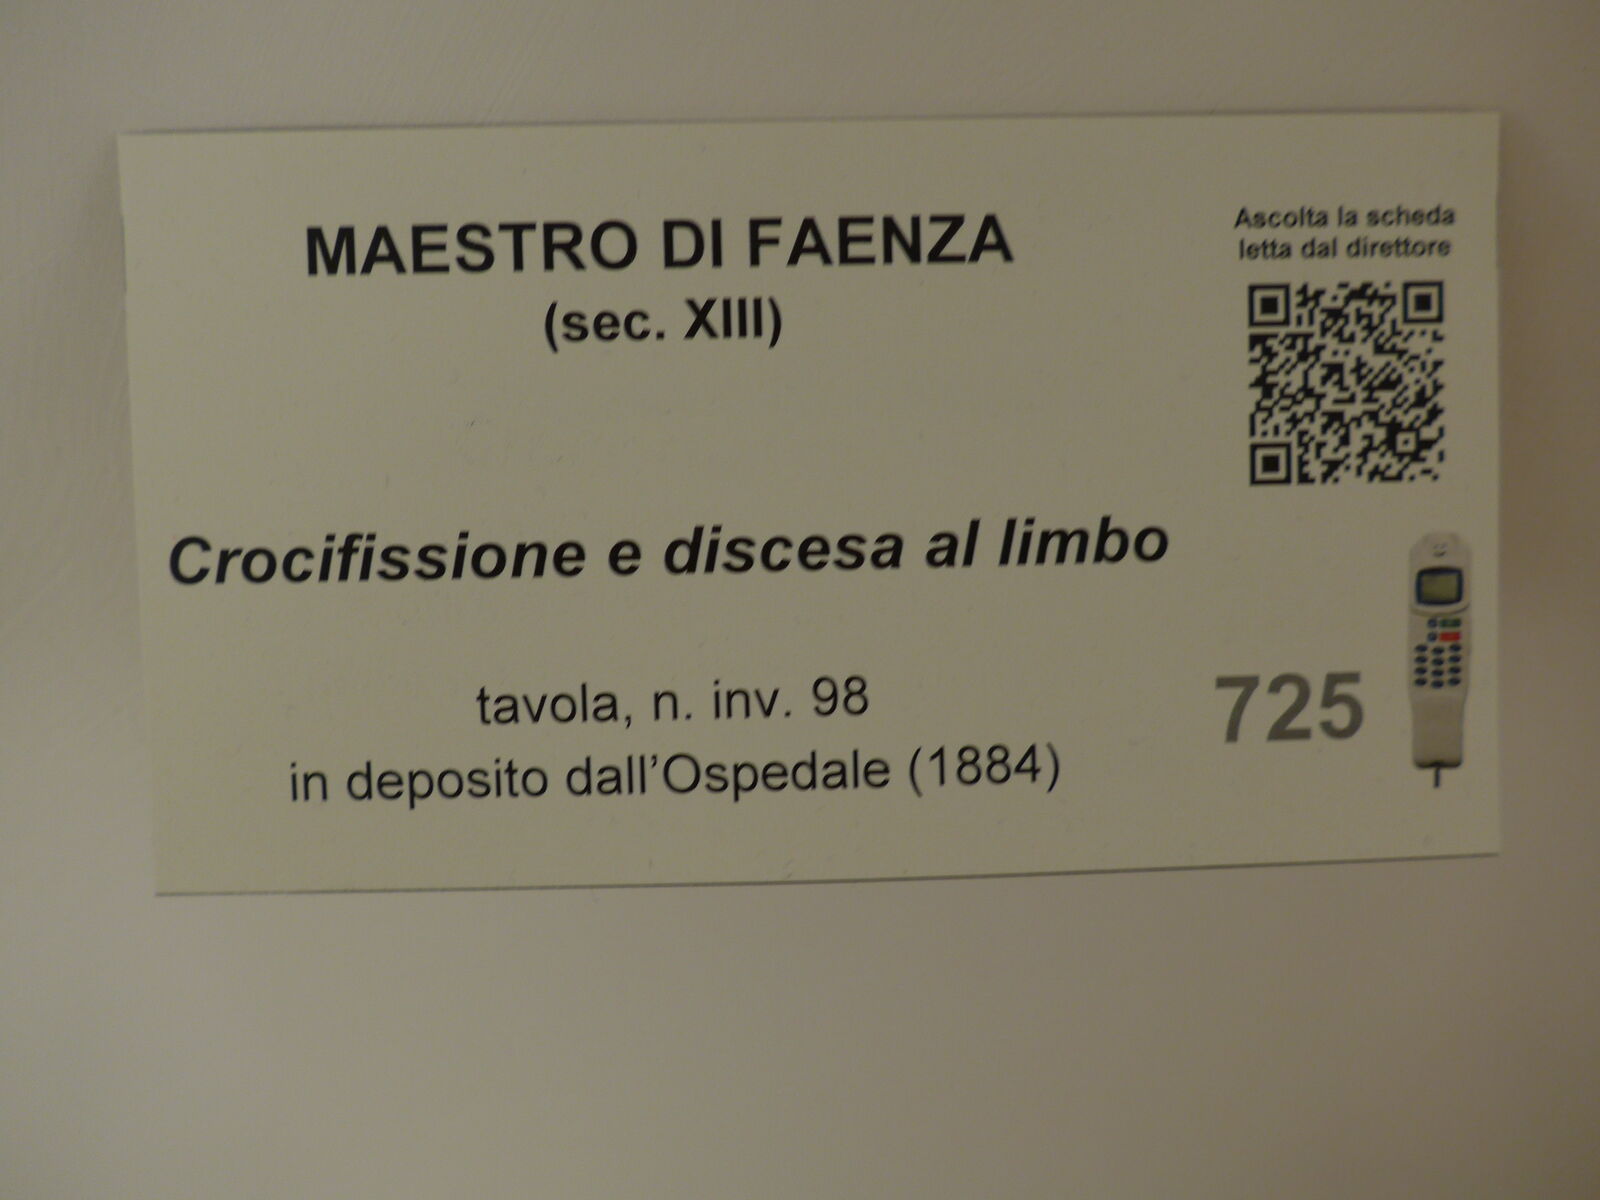 MAESTRO DI FAENZA
(sec. XIII)
Ascolta la scheda
letta dal direttore
Crocifissione e discesa al limbo
tavola, n. inv. 98
in deposito dall’Ospedale (1884)
725